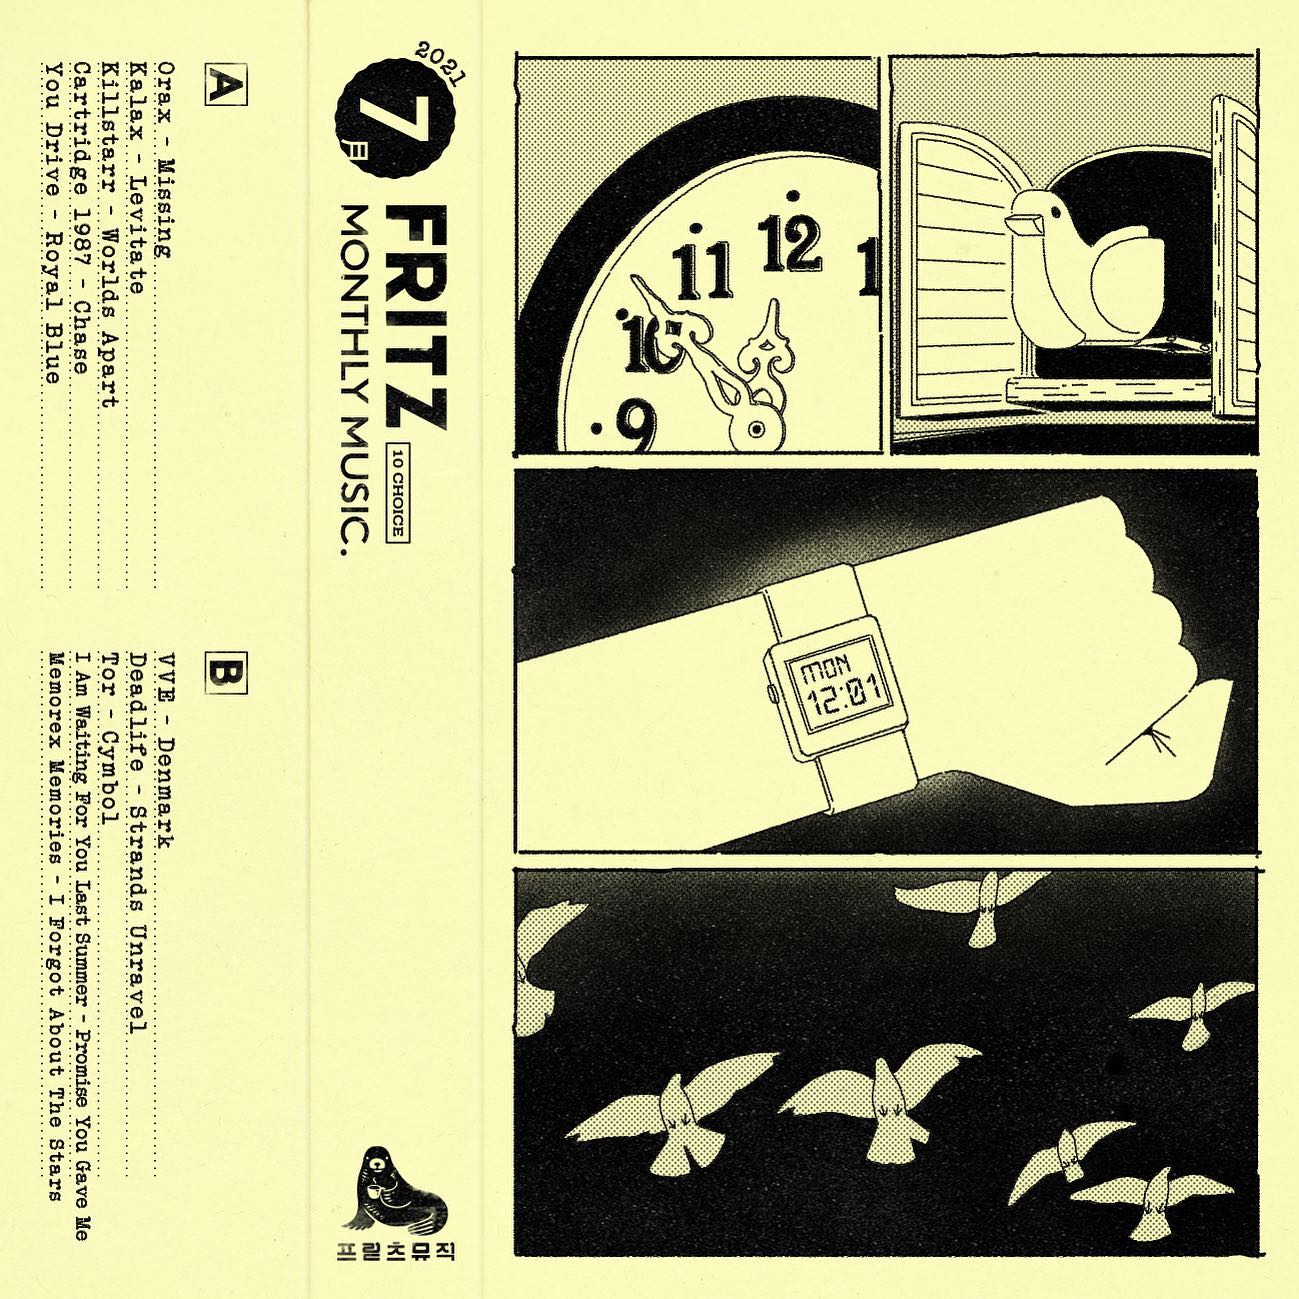 A
Orax - Missing
Kalax - Levitate
Killstarr - Worlds Apart
Cartridge 1987 - Chase
You Drive - Royal Blue
B
VVE - Denmark
Deadlife - Strands Unravel
Tor - Cymbol
I Am Waiting For You Last Summer - Promise You Gave Me
Memorex Memories - I Forgot About The Stars
2021
7月
FRITZ
10 CHOICE
MONTHLY MUSIC.
프릳츠뮤직
11
12
1
10
9
MON
12:01